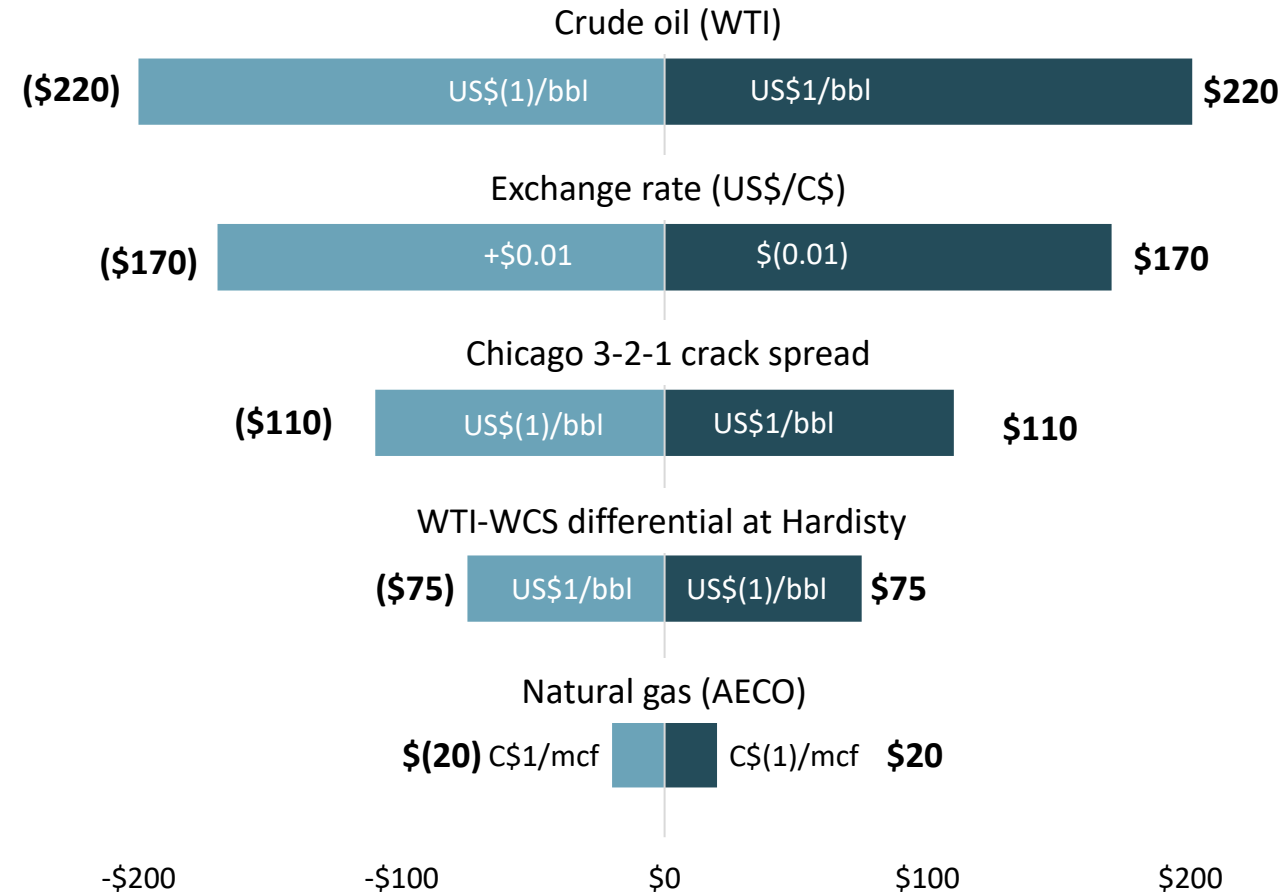 Crude oil (WTI)
($220) US$(1)/bbl US$1/bbl $220
Exchange rate (US$/C$)
($170) +$0.01 $(0.01) $170
Chicago 3-2-1 crack spread
($110) US$(1)/bbl US$1/bbl $110
WTI-WCS differential at Hardisty
($75) US$1/bbl US$(1)/bbl $75
Natural gas (AECO)
$(20) C$1/mcf C$(1)/mcf $20
-$200 -$100 $0 $100 $200